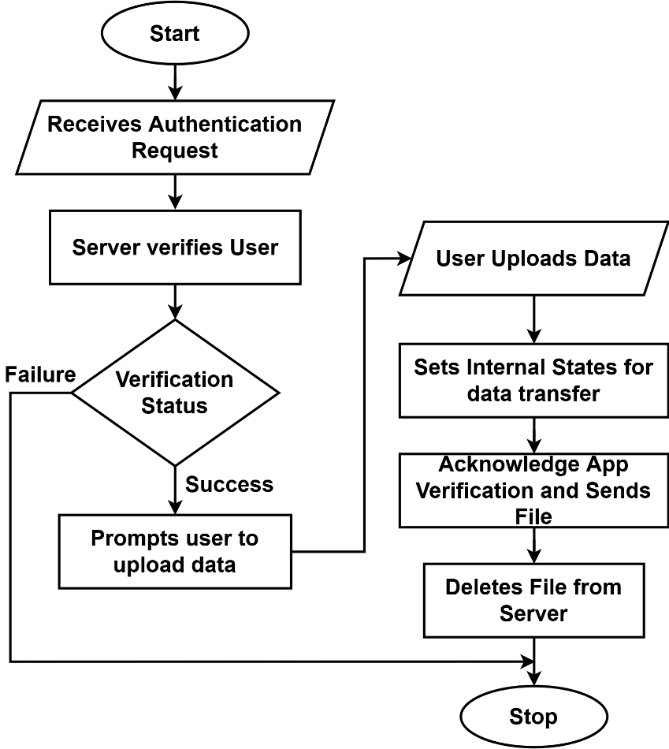 Start
Receives Authentication
Request
Server verifies User
Failure
Verification
Status
Success
Prompts user to
upload data
User Uploads Data
Sets Internal States for
data transfer
Acknowledge App
Verification and Sends
File
Deletes File from
Server
Stop